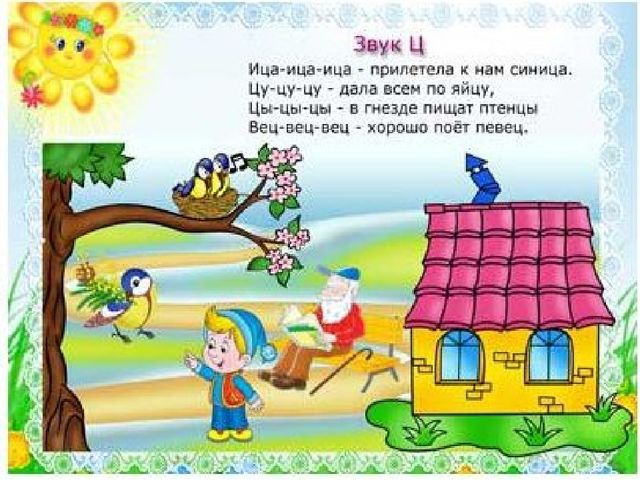 Звук Ц
Ица-ица-ица - прилетела к нам синица.
Цу-цу-цу - дала всем по яйцу,
Цы-цы-цы - в гнезде пищат птенцы
Вец-вец-вец - хорошо поёт певец.